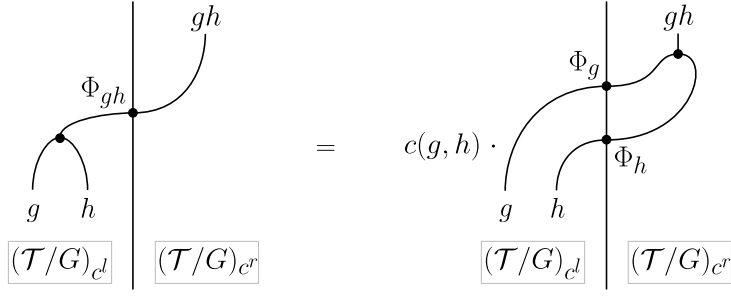 gh
gh
Φ_{gh}
Φ_g
=
c(g, h) ·
Φ_h
g h
g h
(𝒯/G)_{c^l} (𝒯/G)_{c^r}
(𝒯/G)_{c^l} (𝒯/G)_{c^r}